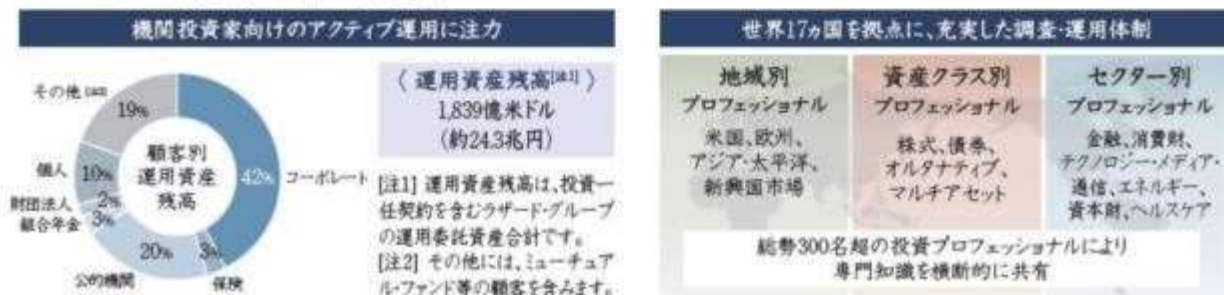 機関投資家向けのアクティブ運用に注力
その他 [注2]
19%
個人 10%
財団法人 2%
組合年金 3%
公的機関
20%
3%
保険
42%
コーポレート
顧客別
運用資産
残高
〈 運用資産残高[注1] 〉
1,839億米ドル
(約24.3兆円)
[注1] 運用資産残高は、投資一
任契約を含むラザード・グループ
の運用委託資産合計です。
[注2] その他には、ミューチュア
ル・ファンド等の顧客を含みます。
世界17ヵ国を拠点に、充実した調査・運用体制
地域別
プロフェッショナル
米国、欧州、
アジア・太平洋、
新興国市場
資産クラス別
プロフェッショナル
株式、債券、
オルタナティブ、
マルチアセット
セクター別
プロフェッショナル
金融、消費財、
テクノロジー・メディア・
通信、エネルギー、
資本財、ヘルスケア
総勢300名超の投資プロフェッショナルにより
専門知識を横断的に共有